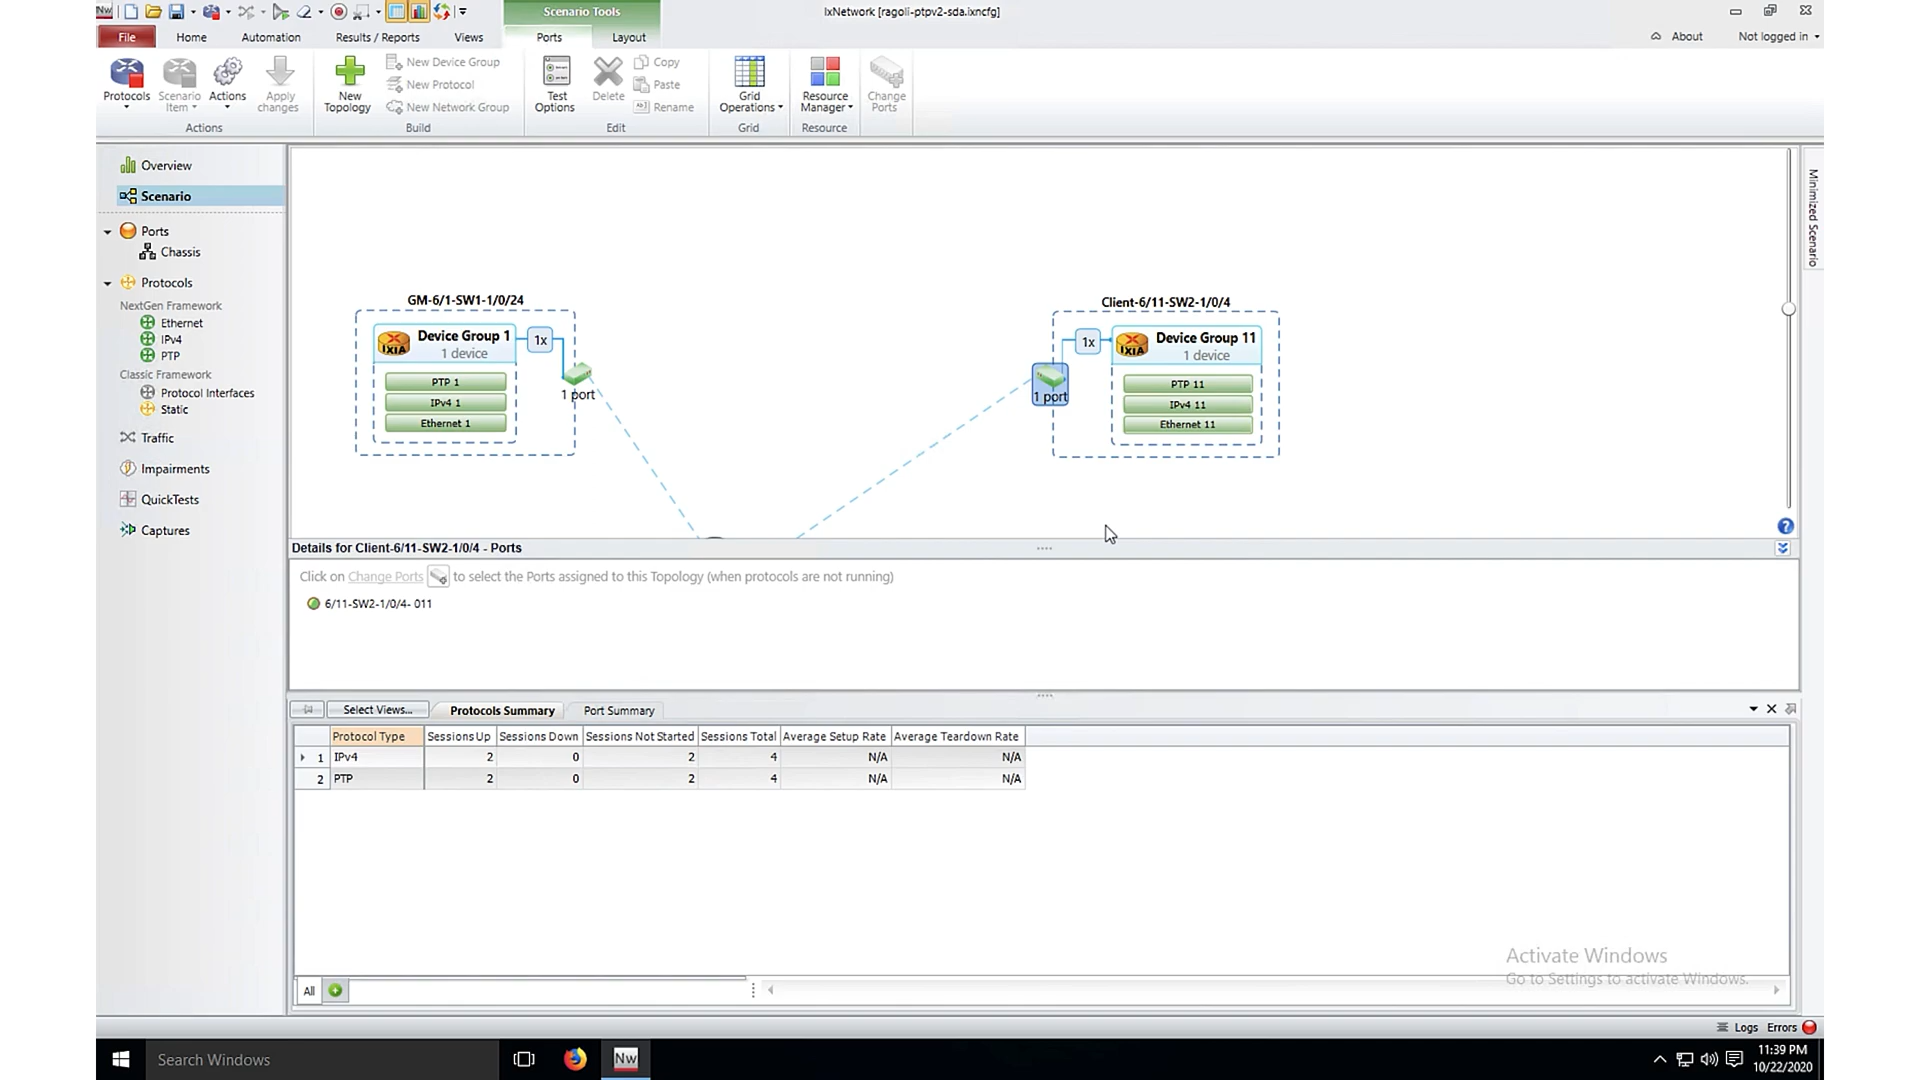 Nw
Scenario Tools
IxNetwork [ragoli-ptpv2-sda.ixncfg]
File
Home
Automation
Results / Reports
Views
Ports
Layout
About
Not logged in
Protocols
Scenario Item
Actions
Apply changes
Actions
New Topology
New Device Group
New Protocol
New Network Group
Build
Test Options
Delete
Copy
Paste
Rename
Edit
Grid Operations
Grid
Resource Manager
Resource
Change Ports
Overview
Scenario
Ports
Chassis
Protocols
NextGen Framework
Ethernet
IPv4
PTP
Classic Framework
Protocol Interfaces
Static
Traffic
Impairments
QuickTests
Captures
Minimized Scenario
GM-6/1-SW1-1/0/24
IXIA
Device Group 1
1 device
1x
PTP 1
IPv4 1
Ethernet 1
1 port
Client-6/11-SW2-1/0/4
1x
IXIA
Device Group 11
1 device
1 port
PTP 11
IPv4 11
Ethernet 11
?
Details for Client-6/11-SW2-1/0/4 - Ports
Click on Change Ports to select the Ports assigned to this Topology (when protocols are not running)
6/11-SW2-1/0/4- 011
Select Views...
Protocols Summary
Port Summary
Protocol Type Sessions Up Sessions Down Sessions Not Started Sessions Total Average Setup Rate Average Teardown Rate
1 IPv4 2 0 2 4 N/A N/A
2 PTP 2 0 2 4 N/A N/A
Activate Windows
Go to Settings to activate Windows.
All
Logs Errors
Search Windows
Nw
11:39 PM
10/22/2020